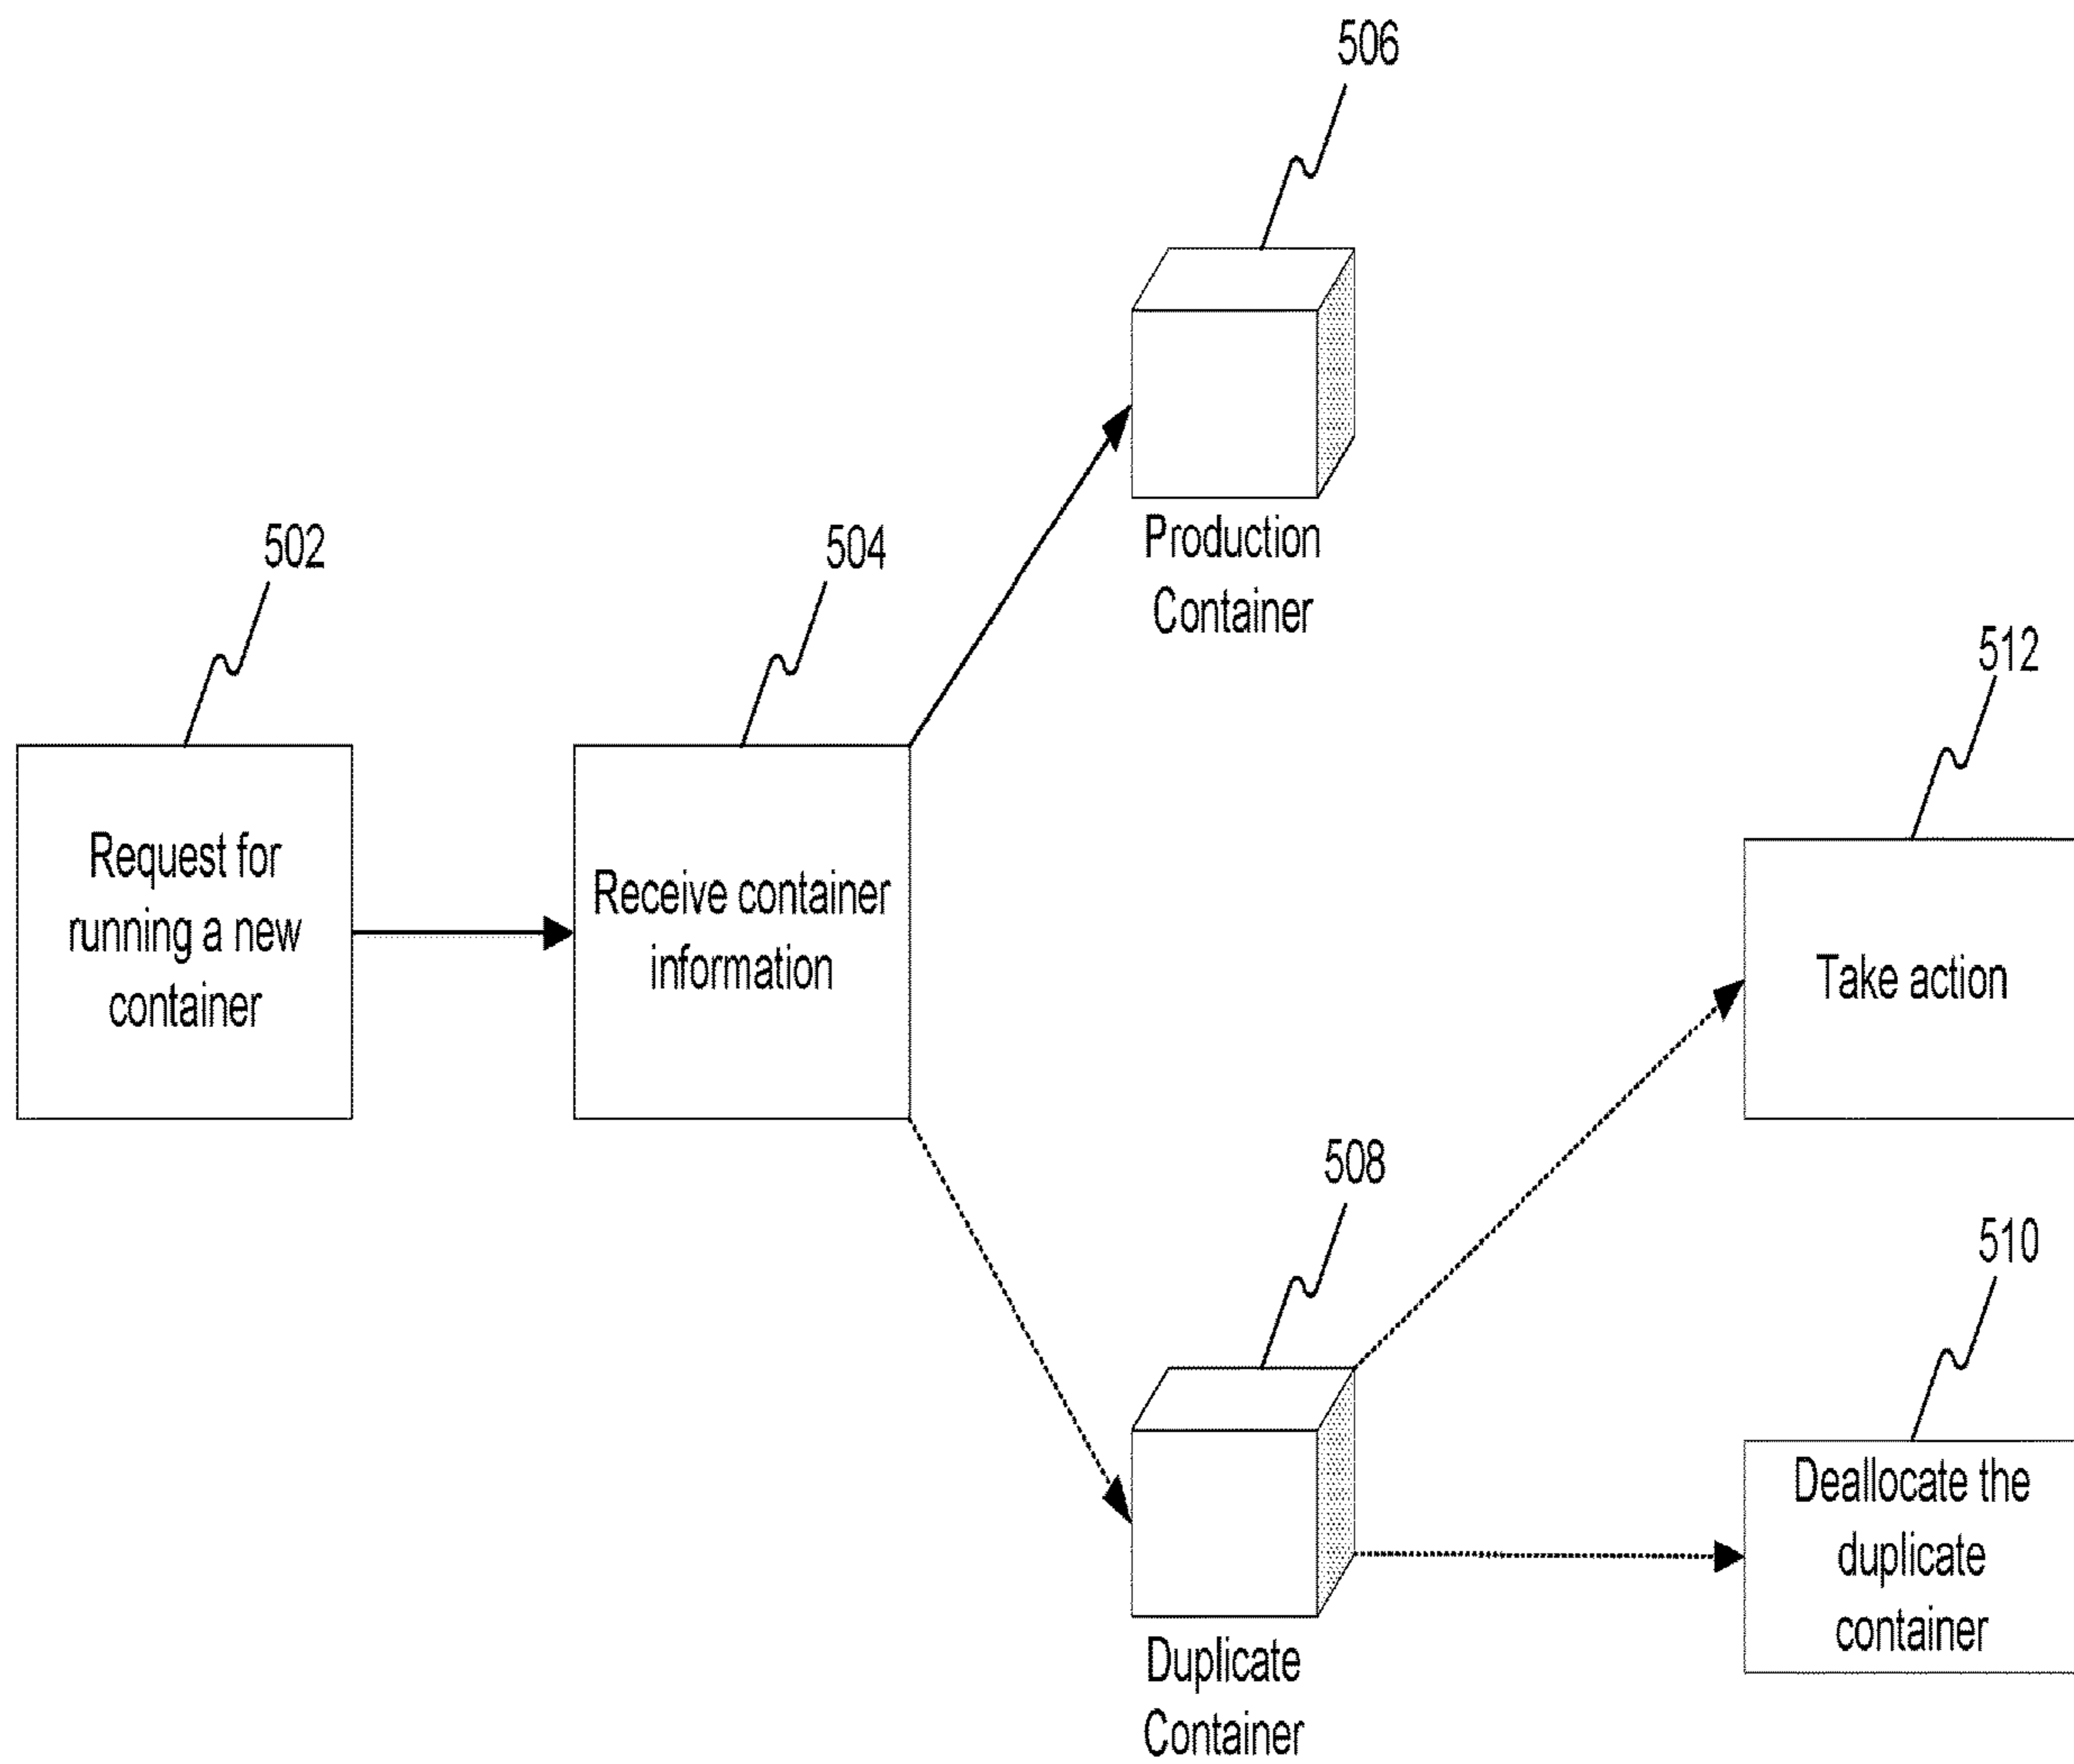 506
Production
Container
502
504
Request for
running a new
container
Receive container
information
512
Take action
508
Duplicate
Container
510
Deallocate the
duplicate
container